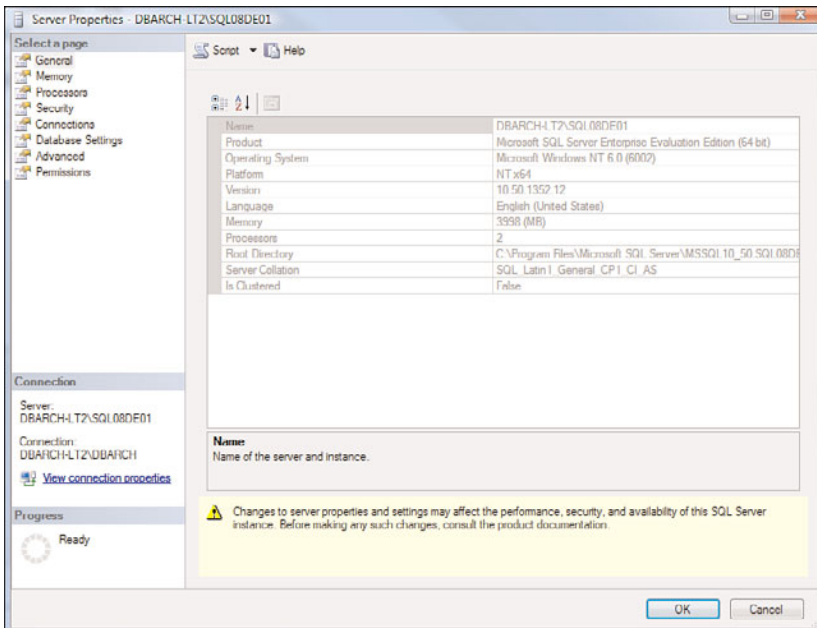 Server Properties - DBARCH-LT2\SQL08DE01
Select a page
General
Memory
Processors
Security
Connections
Database Settings
Advanced
Permissions
Script Help
Name DBARCH-LT2\SQL08DE01
Product Microsoft SQL Server Enterprise Evaluation Edition (64 bit)
Operating System Microsoft Windows NT 6.0 (6002)
Platform NT x64
Version 10.50.1352.12
Language English (United States)
Memory 3998 (MB)
Processors 2
Root Directory C:\Program Files\Microsoft SQL Server\MSSQL10_50.SQL08DE
Server Collation SQL_Latin1_General_CP1_CI_AS
Is Clustered False
Connection
Server:
DBARCH-LT2\SQL08DE01
Connection:
DBARCH-LT2\DBARCH
View connection properties
Progress
Ready
Name
Name of the server and instance.
Changes to server properties and settings may affect the performance, security, and availability of this SQL Server
instance. Before making any such changes, consult the product documentation.
OK Cancel